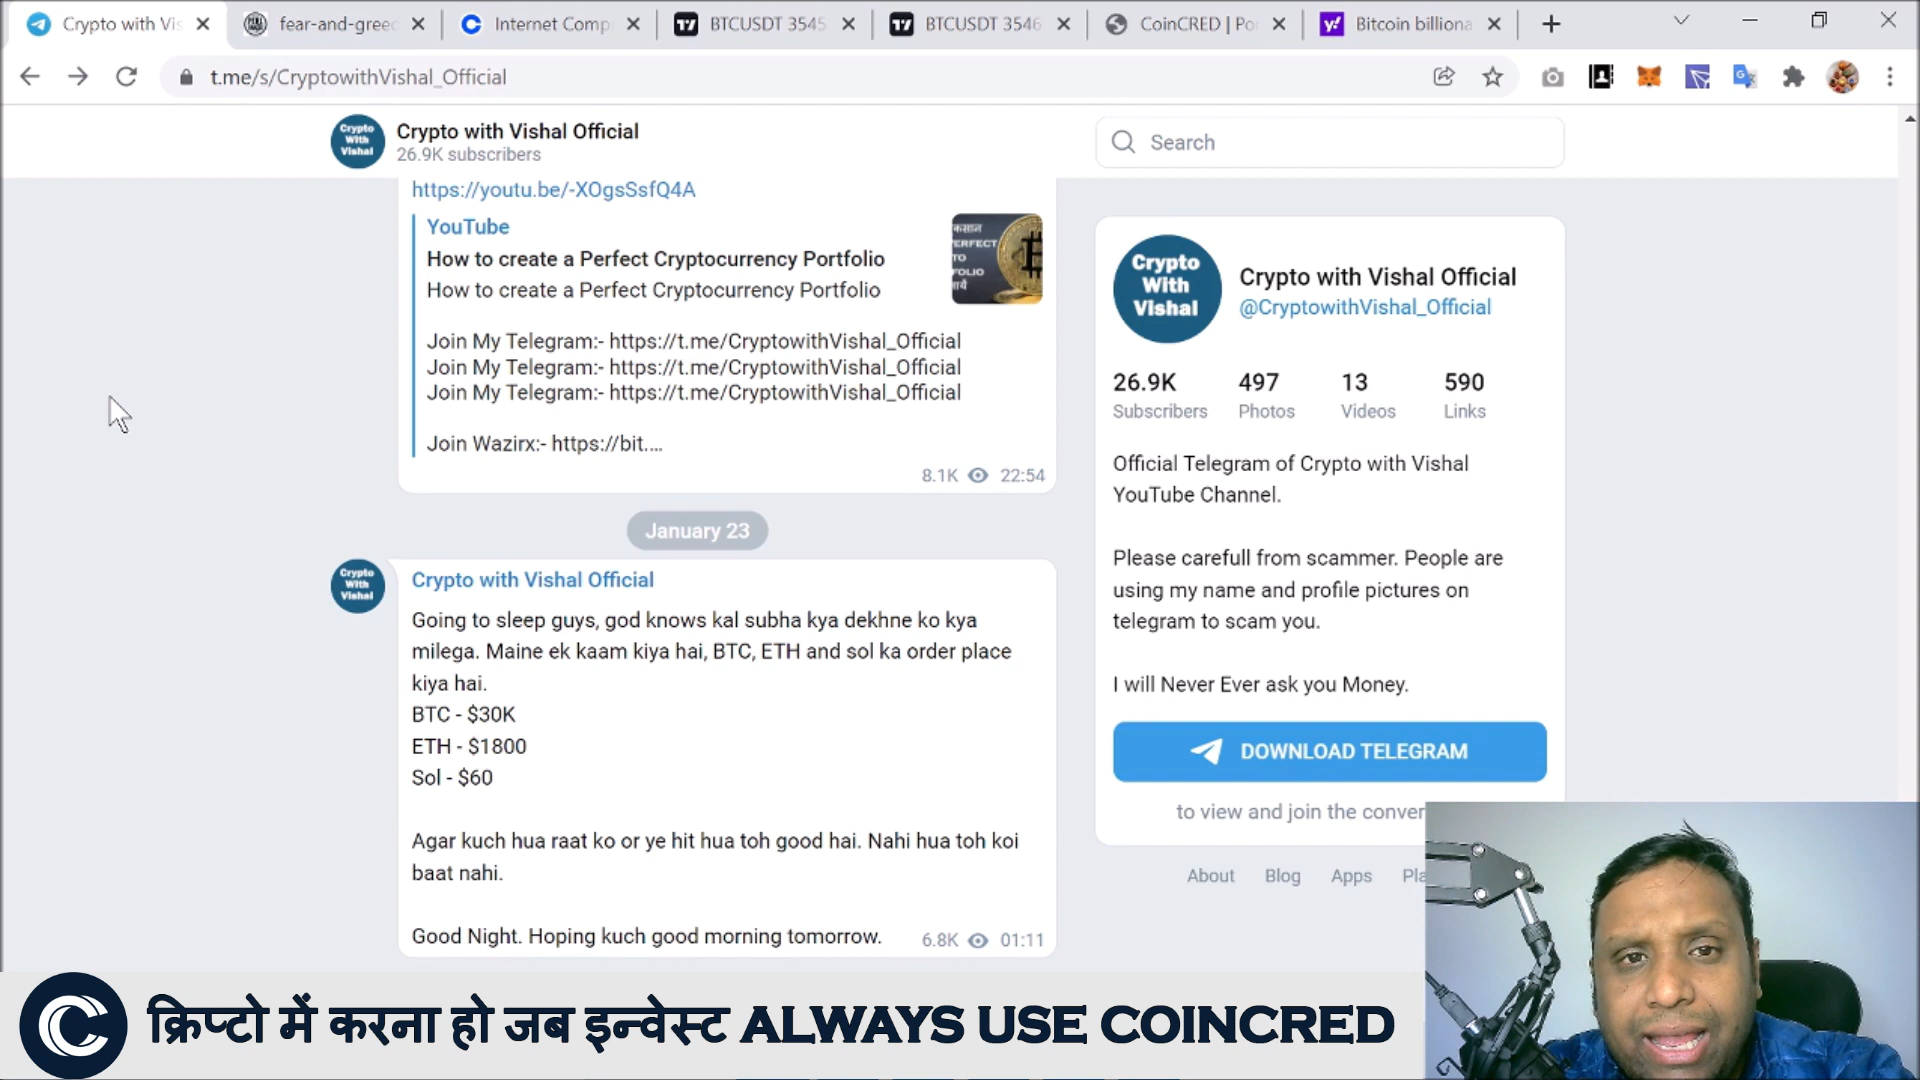 Crypto with Vis
fear-and-greed
Internet Comp
BTCUSDT 3545
BTCUSDT 3546
CoinCRED | Po
Bitcoin billiona
t.me/s/CryptowithVishal_Official
Crypto With Vishal
Crypto with Vishal Official
26.9K subscribers
Search
https://youtu.be/-XOgsSsfQ4A
YouTube
How to create a Perfect Cryptocurrency Portfolio
How to create a Perfect Cryptocurrency Portfolio
Join My Telegram:- https://t.me/CryptowithVishal_Official
Join My Telegram:- https://t.me/CryptowithVishal_Official
Join My Telegram:- https://t.me/CryptowithVishal_Official
Join Wazirx:- https://bit....
8.1K 22:54
January 23
Crypto With Vishal
Crypto with Vishal Official
Going to sleep guys, god knows kal subha kya dekhne ko kya
milega. Maine ek kaam kiya hai, BTC, ETH and sol ka order place
kiya hai.
BTC - $30K
ETH - $1800
Sol - $60
Agar kuch hua raat ko or ye hit hua toh good hai. Nahi hua toh koi
baat nahi.
Good Night. Hoping kuch good morning tomorrow.
6.8K 01:11
Crypto
With
Vishal
Crypto with Vishal Official
@CryptowithVishal_Official
26.9K 497 13 590
Subscribers Photos Videos Links
Official Telegram of Crypto with Vishal
YouTube Channel.
Please carefull from scammer. People are
using my name and profile pictures on
telegram to scam you.
I will Never Ever ask you Money.
DOWNLOAD TELEGRAM
to view and join the conver
About Blog Apps Pla
क्रिप्टो में करना हो जब इन्वेस्ट ALWAYS USE COINCRED